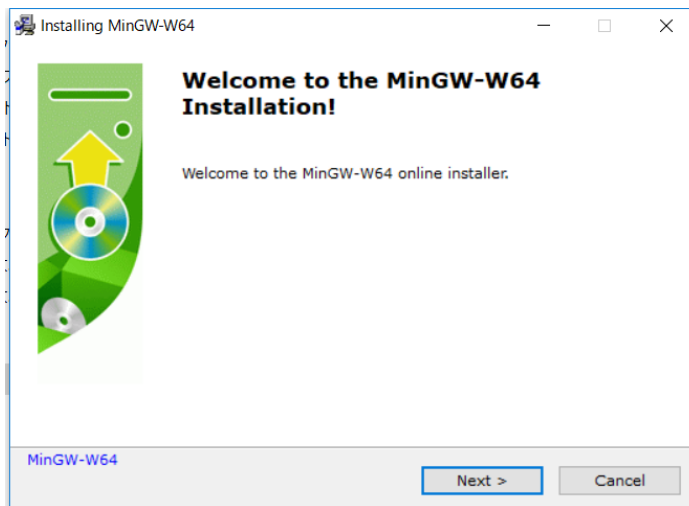 Installing MinGW-W64
Welcome to the MinGW-W64
Installation!
Welcome to the MinGW-W64 online installer.
MinGW-W64
Next >
Cancel